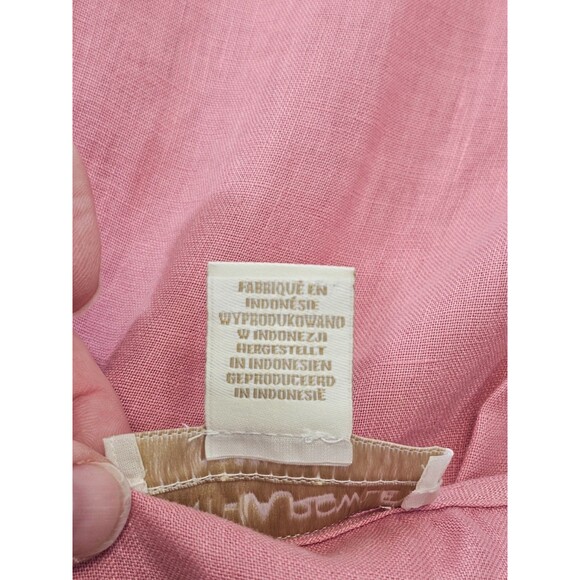 FABRIQUÉ EN
INDONÉSIE
WYPRODUKOWANO
W INDONEZJI
HERGESTELLT
IN INDONESIEN
GEPRODUCEERD
IN INDONESIË